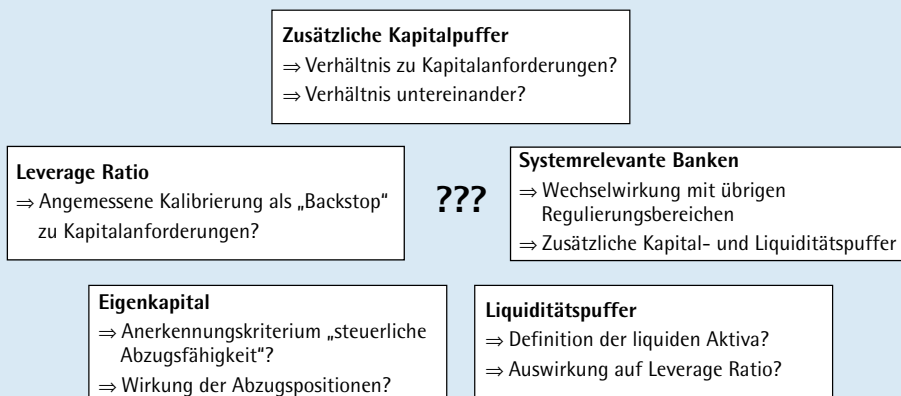 Zusätzliche Kapitalpuffer
⇒ Verhältnis zu Kapitalanforderungen?
⇒ Verhältnis untereinander?
Leverage Ratio
⇒ Angemessene Kalibrierung als „Backstop"
zu Kapitalanforderungen?
???
Systemrelevante Banken
⇒ Wechselwirkung mit übrigen
Regulierungsbereichen
⇒ Zusätzliche Kapital- und Liquiditätspuffer
Eigenkapital
⇒ Anerkennungskriterium „steuerliche
Abzugsfähigkeit"?
⇒ Wirkung der Abzugspositionen?
Liquiditätspuffer
⇒ Definition der liquiden Aktiva?
⇒ Auswirkung auf Leverage Ratio?